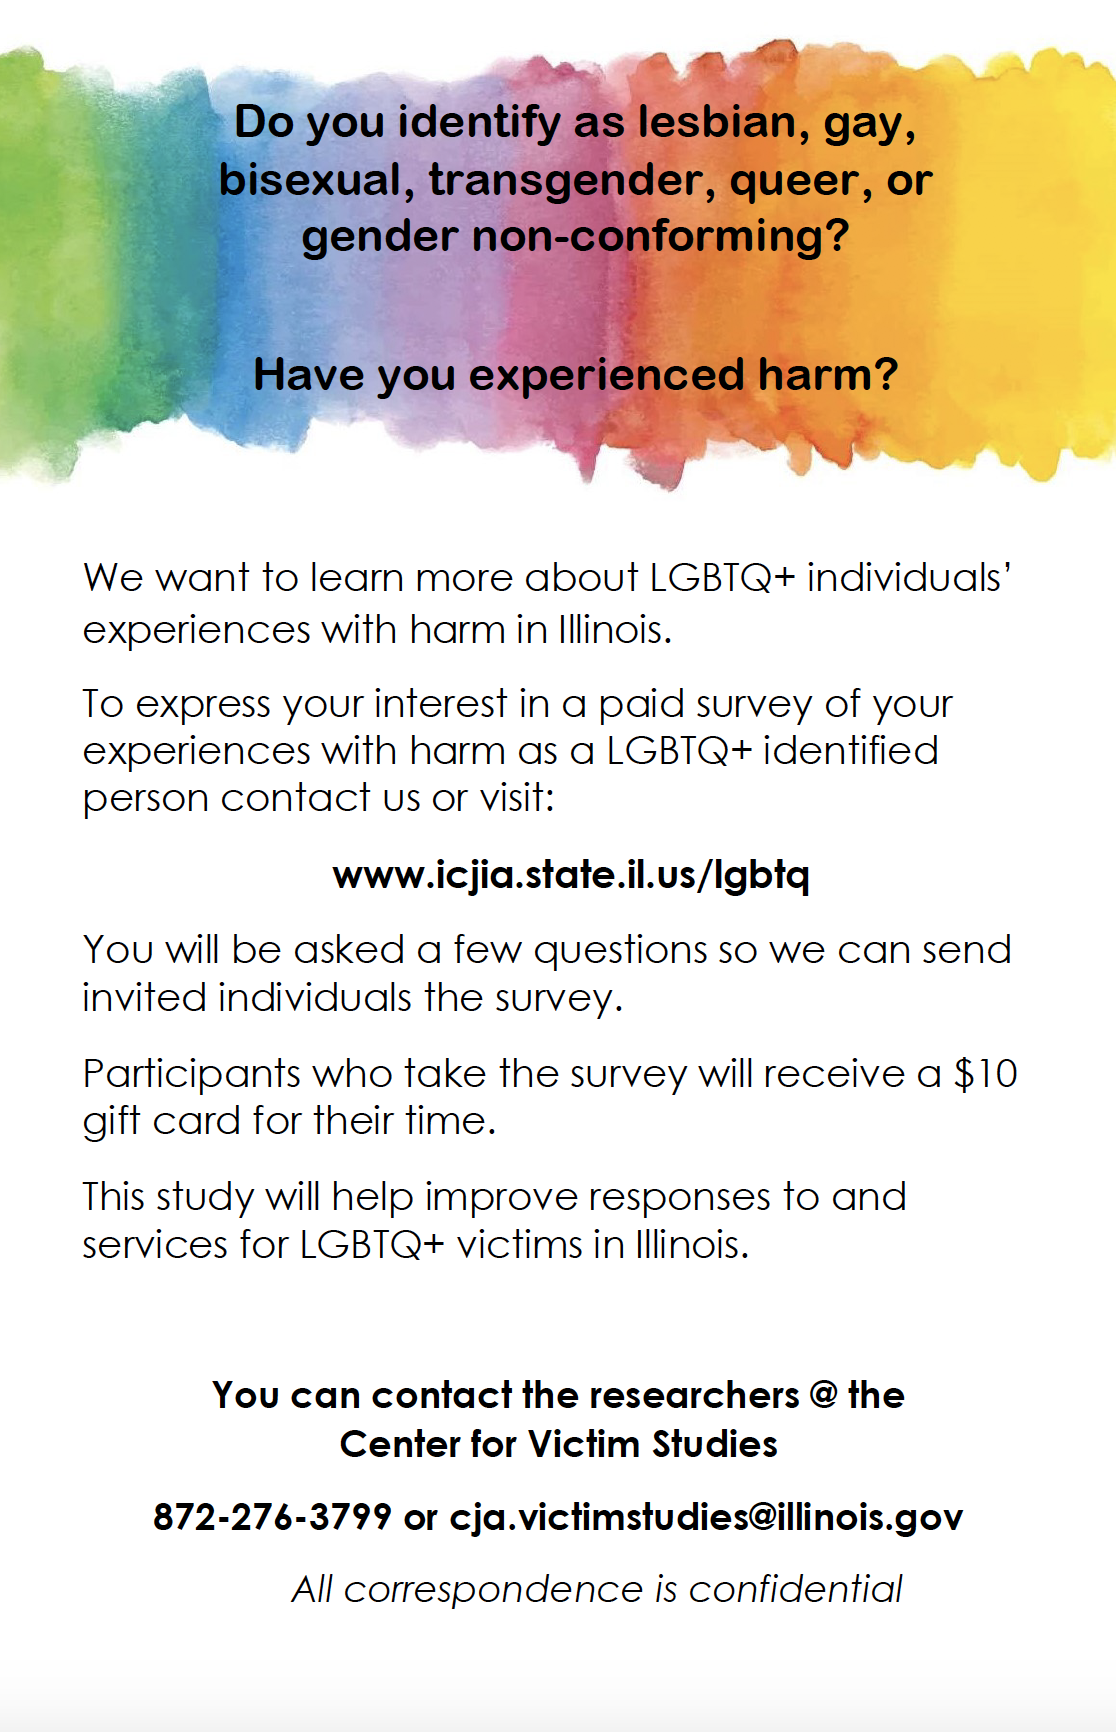 Do you identify as lesbian, gay,
bisexual, transgender, queer, or
gender non-conforming?
Have you experienced harm?
We want to learn more about LGBTQ+ individuals’
experiences with harm in Illinois.
To express your interest in a paid survey of your
experiences with harm as a LGBTQ+ identified
person contact us or visit:
www.icjia.state.il.us/lgbtq
You will be asked a few questions so we can send
invited individuals the survey.
Participants who take the survey will receive a $10
gift card for their time.
This study will help improve responses to and
services for LGBTQ+ victims in Illinois.
You can contact the researchers @ the
Center for Victim Studies
872-276-3799 or cja.victimstudies@illinois.gov
All correspondence is confidential